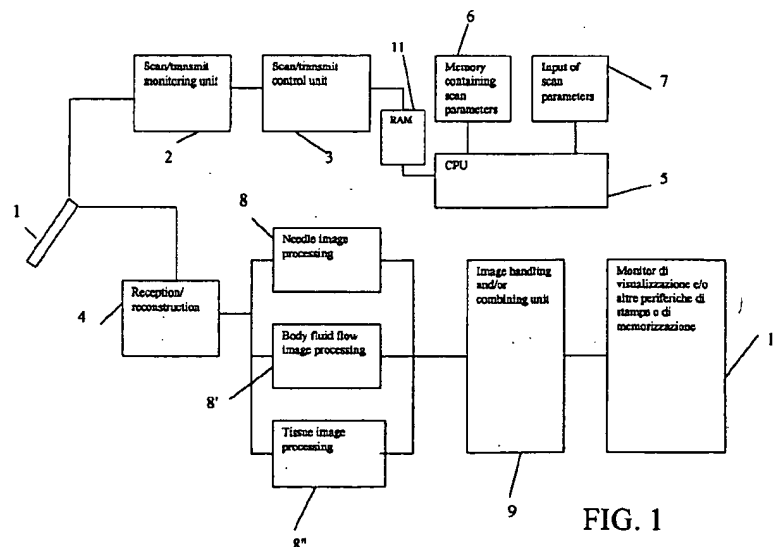 6
11
Scan/transmit
monitoring unit
Scan/transmit
control unit
Memory
containing
scan
parameters
Input of
scan
parameters
7
RAM
2
3
CPU
5
1
8
Needle image
processing
Reception/
reconstruction
4
Image handling
and/or
combining unit
Monitor di
visualizzazione e/o
altre periferiche di
stampa o di
memorizzazione
Body fluid flow
image processing
8'
1
Tissue image
processing
9
8"
FIG. 1